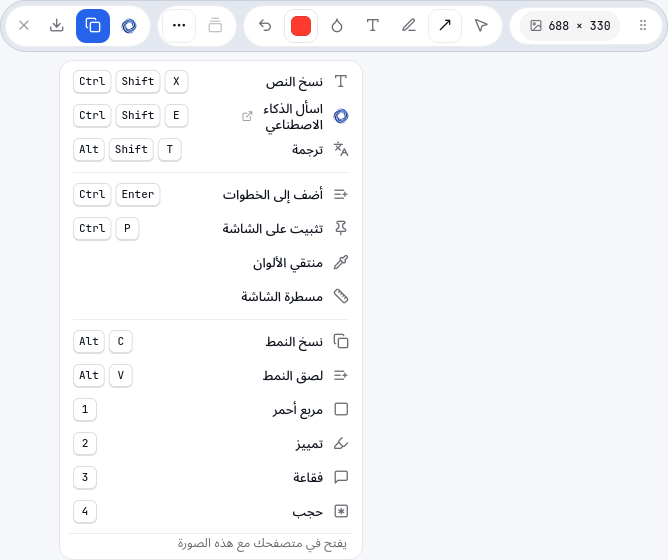 688 × 330
نسخ النص Ctrl Shift X
اسأل الذكاء
الاصطناعي Ctrl Shift E
ترجمة Alt Shift T
أضف إلى الخطوات Ctrl Enter
تثبيت على الشاشة Ctrl P
منتقي الألوان
مسطرة الشاشة
نسخ النمط Alt C
لصق النمط Alt V
مربع أحمر 1
تمييز 2
فقاعة 3
حجب 4
يفتح في متصفحك مع هذه الصورة